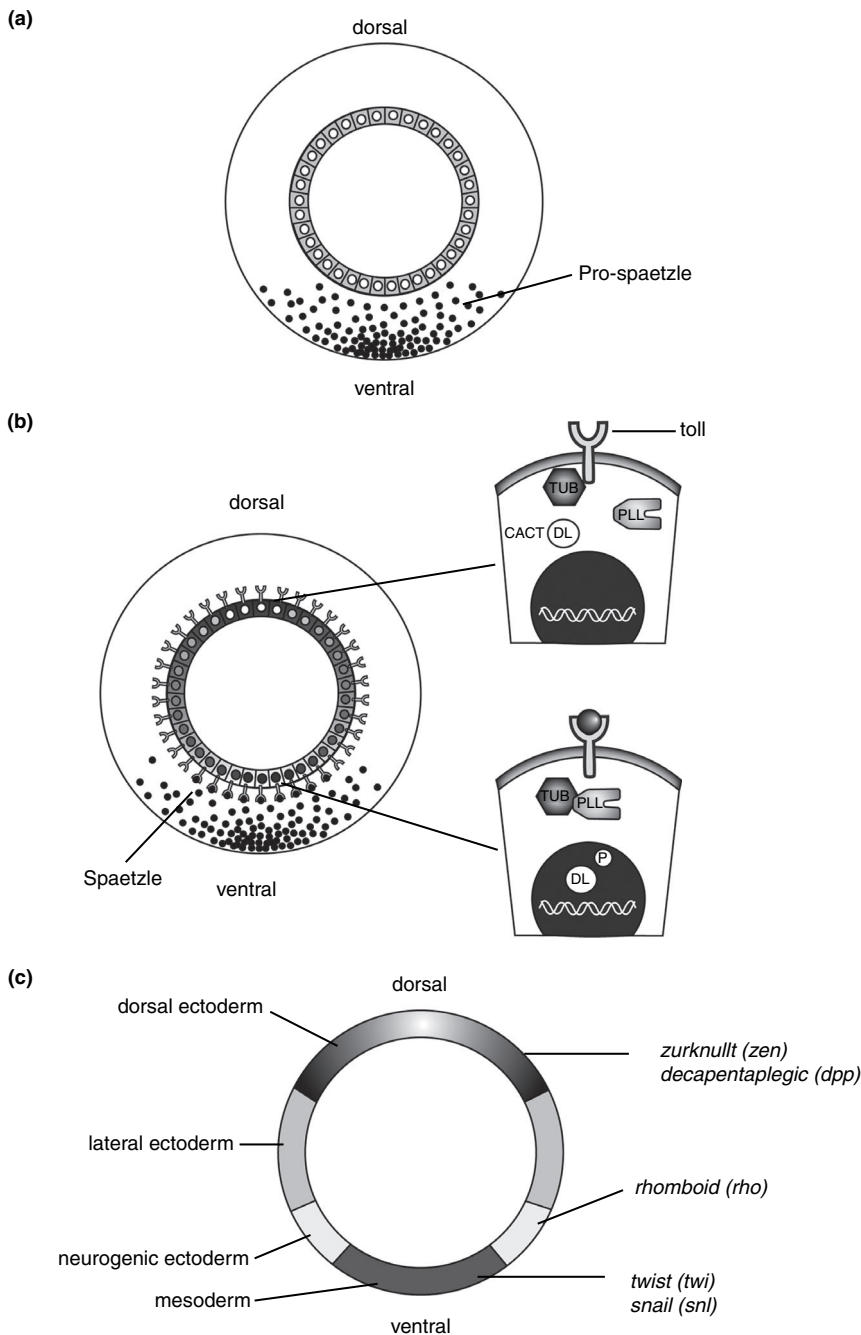 (a)
dorsal
Pro-spaetzle
ventral
(b)
dorsal
toll
TUB
PLL
CACT DL
TUB
PLL
P
DL
Spaetzle
ventral
(c)
dorsal
dorsal ectoderm
zurknullt (zen)
decapentaplegic (dpp)
lateral ectoderm
rhomboid (rho)
neurogenic ectoderm
mesoderm
twist (twi)
snail (snl)
ventral